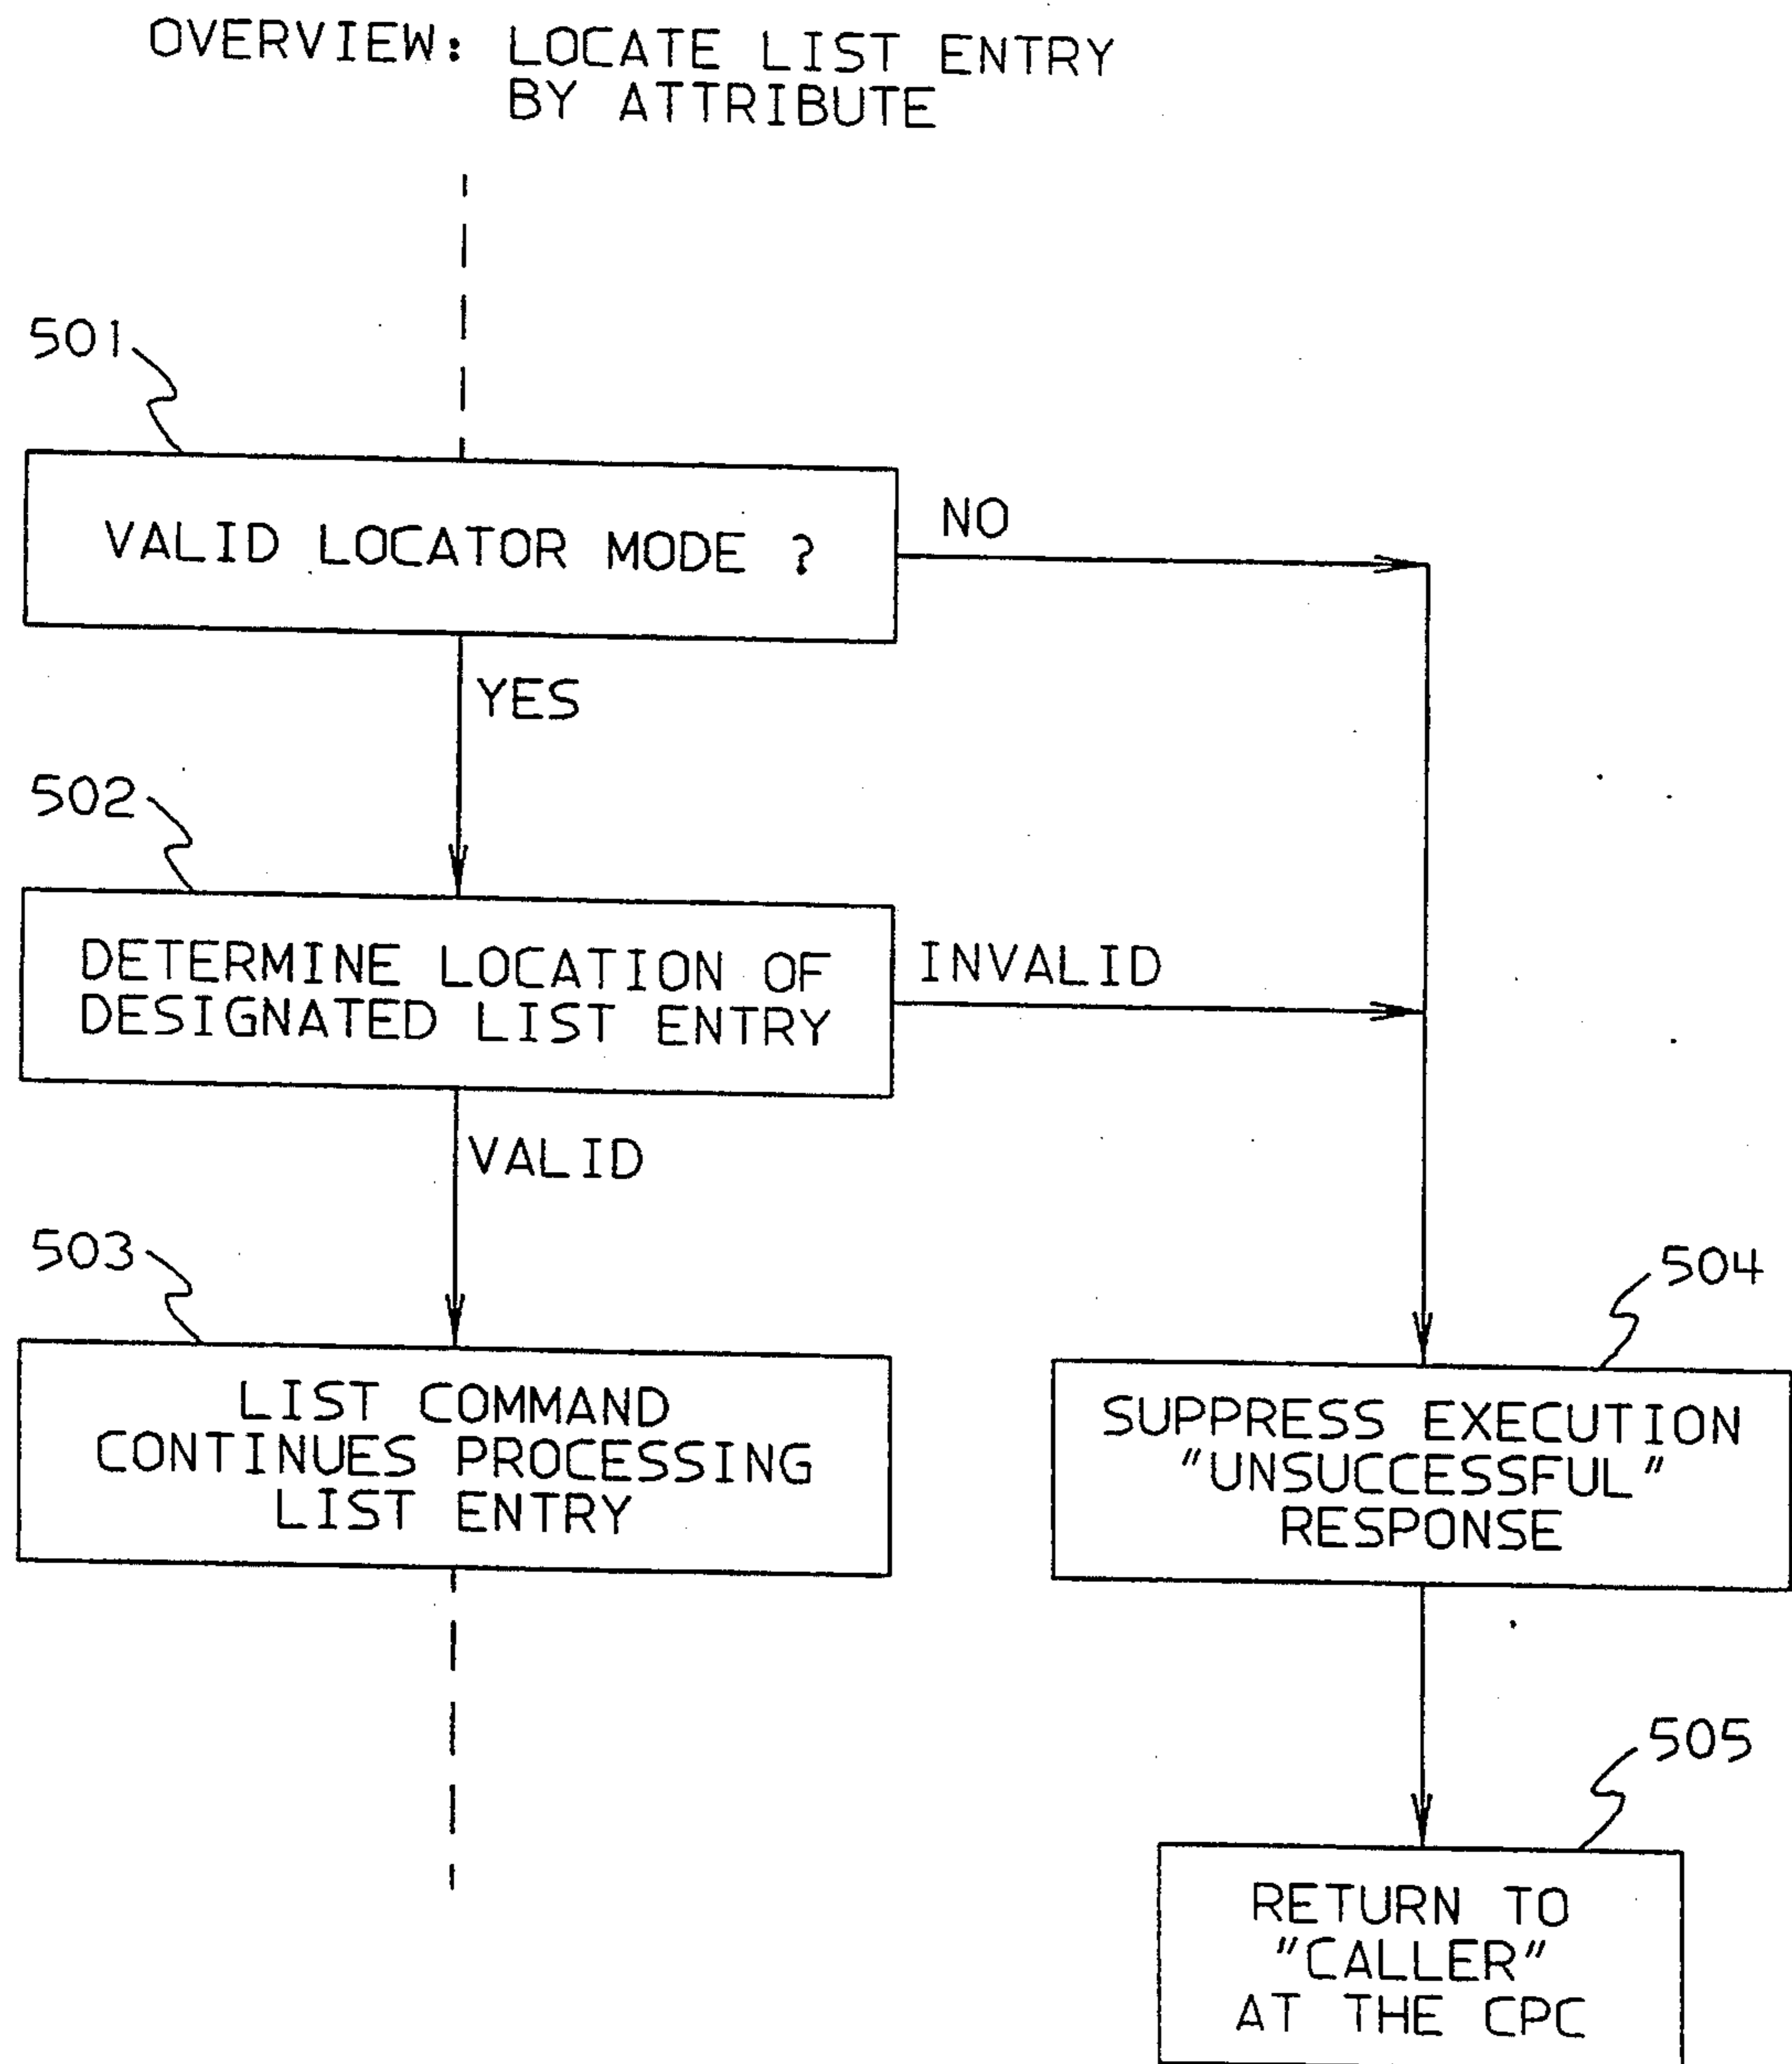 OVERVIEW: LOCATE LIST ENTRY
BY ATTRIBUTE
501
VALID LOCATOR MODE ?
NO
YES
502
DETERMINE LOCATION OF
DESIGNATED LIST ENTRY
INVALID
VALID
503
LIST COMMAND
CONTINUES PROCESSING
LIST ENTRY
504
SUPPRESS EXECUTION
"UNSUCCESSFUL"
RESPONSE
505
RETURN TO
"CALLER"
AT THE CPC